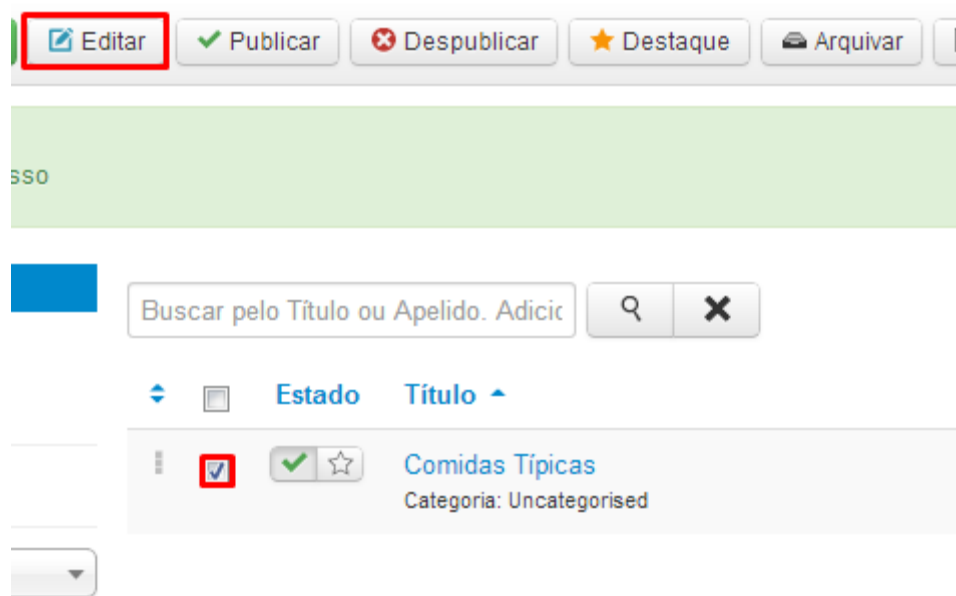 Editar Publicar Despublicar Destaque Arquivar
sso
Buscar pelo Título ou Apelido. Adicic
Estado Título
Comidas Típicas
Categoria: Uncategorised